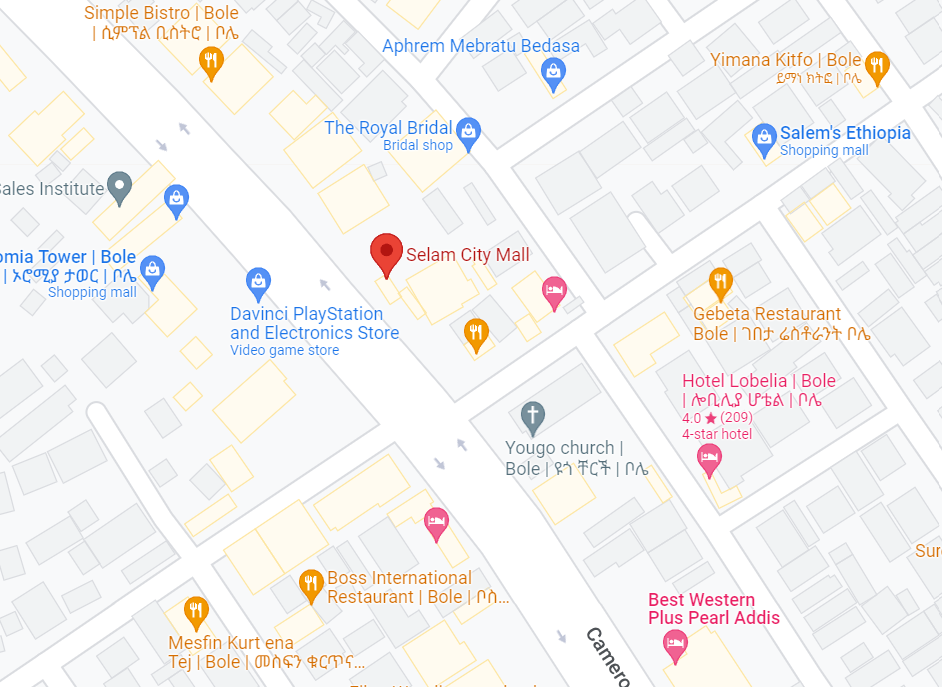 Simple Bistro | Bole
| ሲምፕል ቢስትሮ | ቦሌ
Aphrem Mebratu Bedasa
Yimana Kitfo | Bole
ይማነ ክትፎ | ቦሌ
The Royal Bridal
Bridal shop
Salem's Ethiopia
Shopping mall
ales Institute
Selam City Mall
omia Tower | Bole
| ኦሮሚያ ታወር | ቦሌ
Shopping mall
Davinci PlayStation
and Electronics Store
Video game store
Gebeta Restaurant
Bole | ገበታ ሬስቶራንት ቦሌ
Hotel Lobelia | Bole
| ሎቢሊያ ሆቴል | ቦሌ
4.0 ★ (209)
4-star hotel
Yougo church |
Bole | ዩጎ ቸርች | ቦሌ
Boss International
Restaurant | Bole | ቦስ...
Mesfin Kurt ena
Tej | Bole | መስፍን ቁርጥና...
Best Western
Plus Pearl Addis
Camero